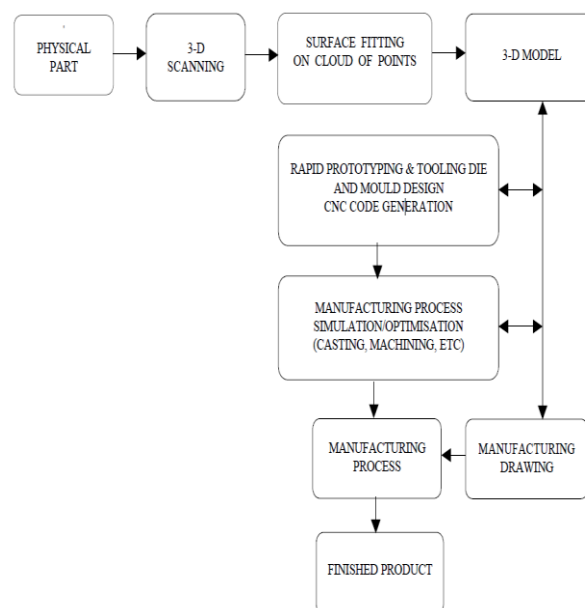 PHYSICAL
PART
3-D
SCANNING
SURFACE FITTING
ON CLOUD OF POINTS
3-D MODEL
RAPID PROTOTYPING & TOOLING DIE
AND MOULD DESIGN
CNC CODE GENERATION
MANUFACTURING PROCESS
SIMULATION/OPTIMISATION
(CASTING, MACHINING, ETC)
MANUFACTURING
PROCESS
MANUFACTURING
DRAWING
FINISHED PRODUCT